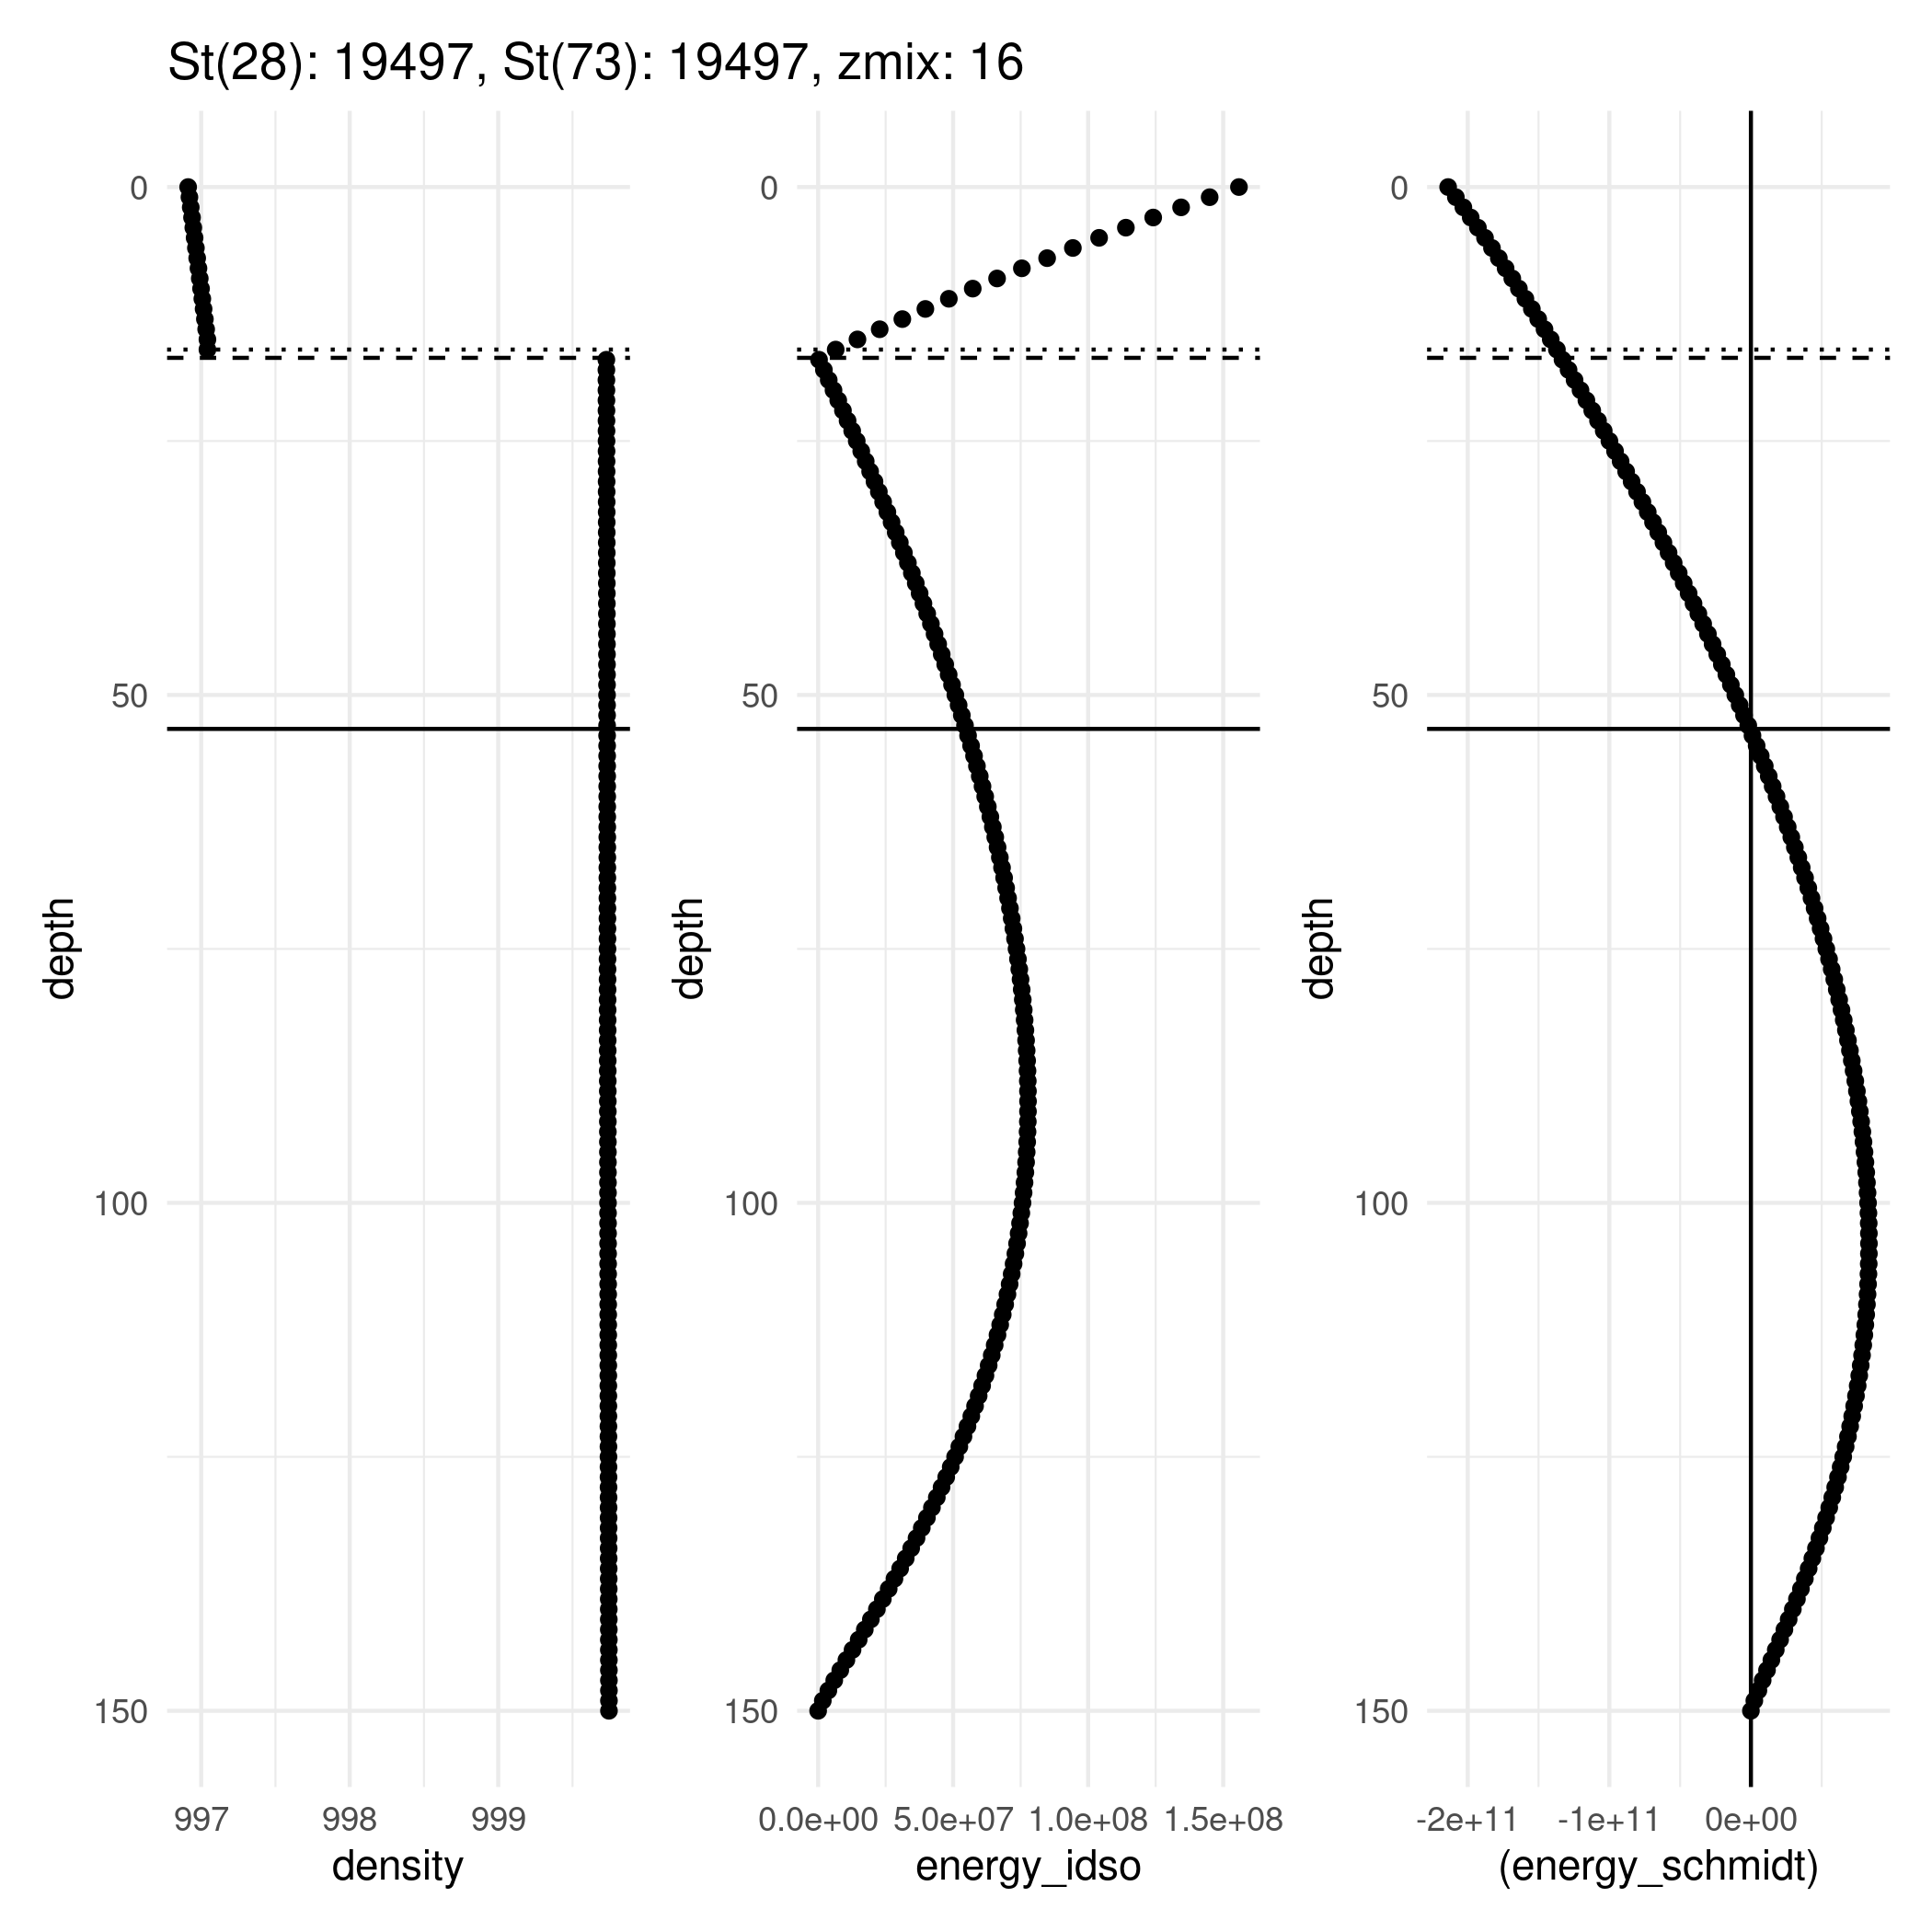 St(28): 19497, St(73): 19497, zmix: 16
0
50
100
150
depth
997 998 999
density
0
50
100
150
depth
0.0e+00 5.0e+07 1.0e+08 1.5e+08
energy_idso
0
50
100
150
depth
-2e+11 -1e+11 0e+00
(energy_schmidt)